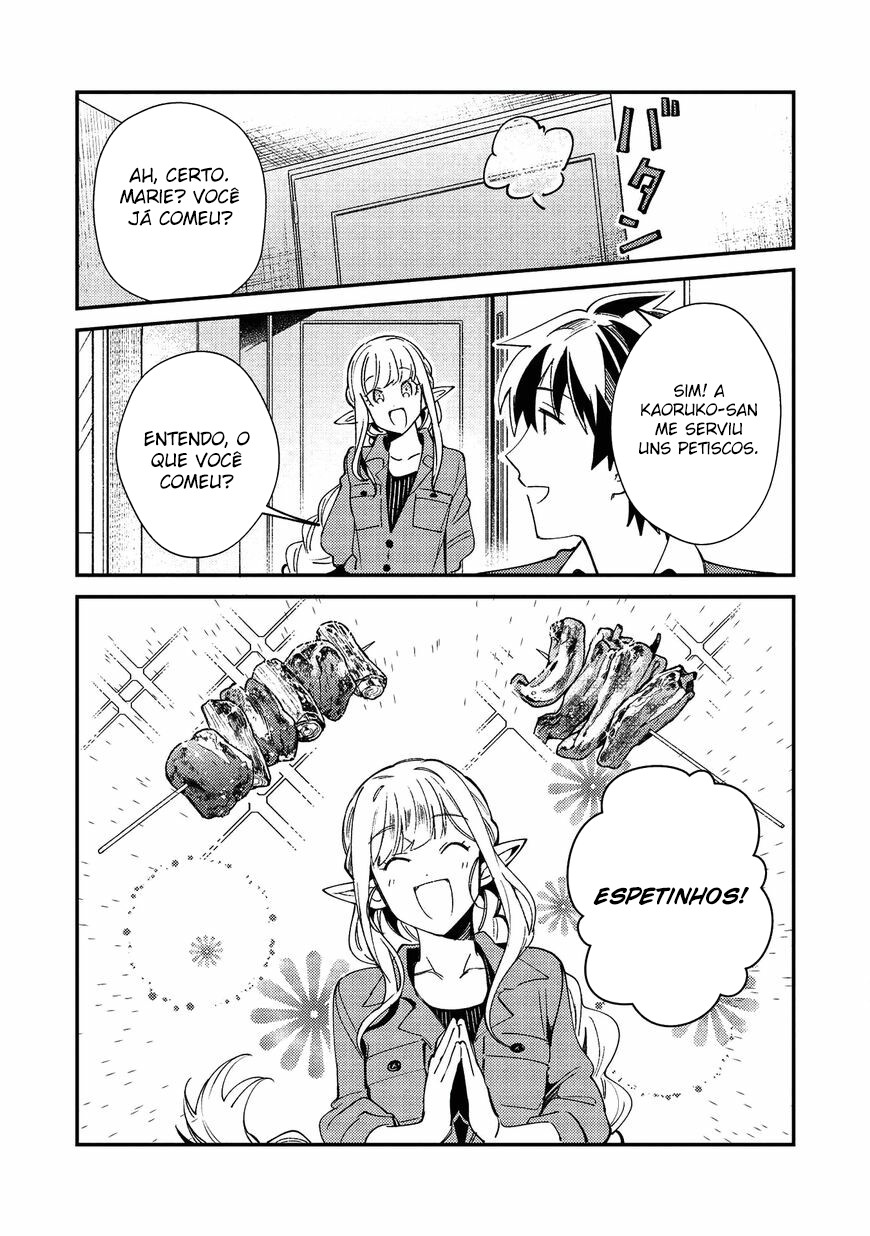 AH, CERTO.
MARIE? VOCÊ
JÁ COMEU?
バタン
SIM! A
KAORUKO-SAN
ME SERVIU
UNS PETISCOS.
ENTENDO, O
QUE VOCÊ
COMEU?
ESPETINHOS!